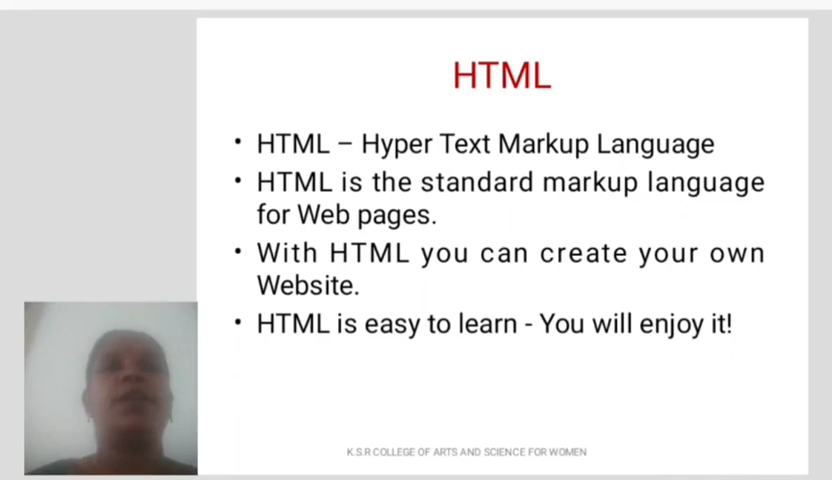 HTML
• HTML – Hyper Text Markup Language
• HTML is the standard markup language
for Web pages.
• With HTML you can create your own
Website.
• HTML is easy to learn - You will enjoy it!
K.S.R COLLEGE OF ARTS AND SCIENCE FOR WOMEN